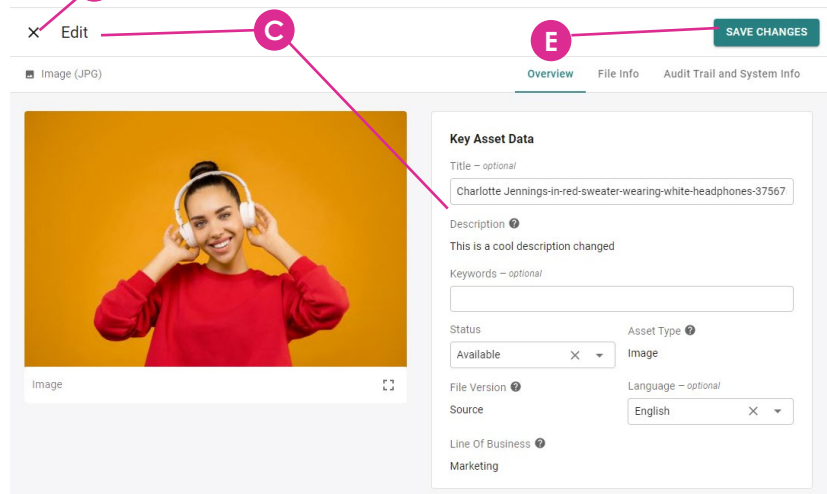 Edit
C
E
SAVE CHANGES
Image (JPG)
Overview File Info Audit Trail and System Info
Key Asset Data
Title – optional
Charlotte Jennings-in-red-sweater-wearing-white-headphones-37567
Description ?
This is a cool description changed
Keywords – optional
Status
Asset Type ?
Available
Image
Image
File Version ?
Language – optional
Source
English
Line Of Business ?
Marketing